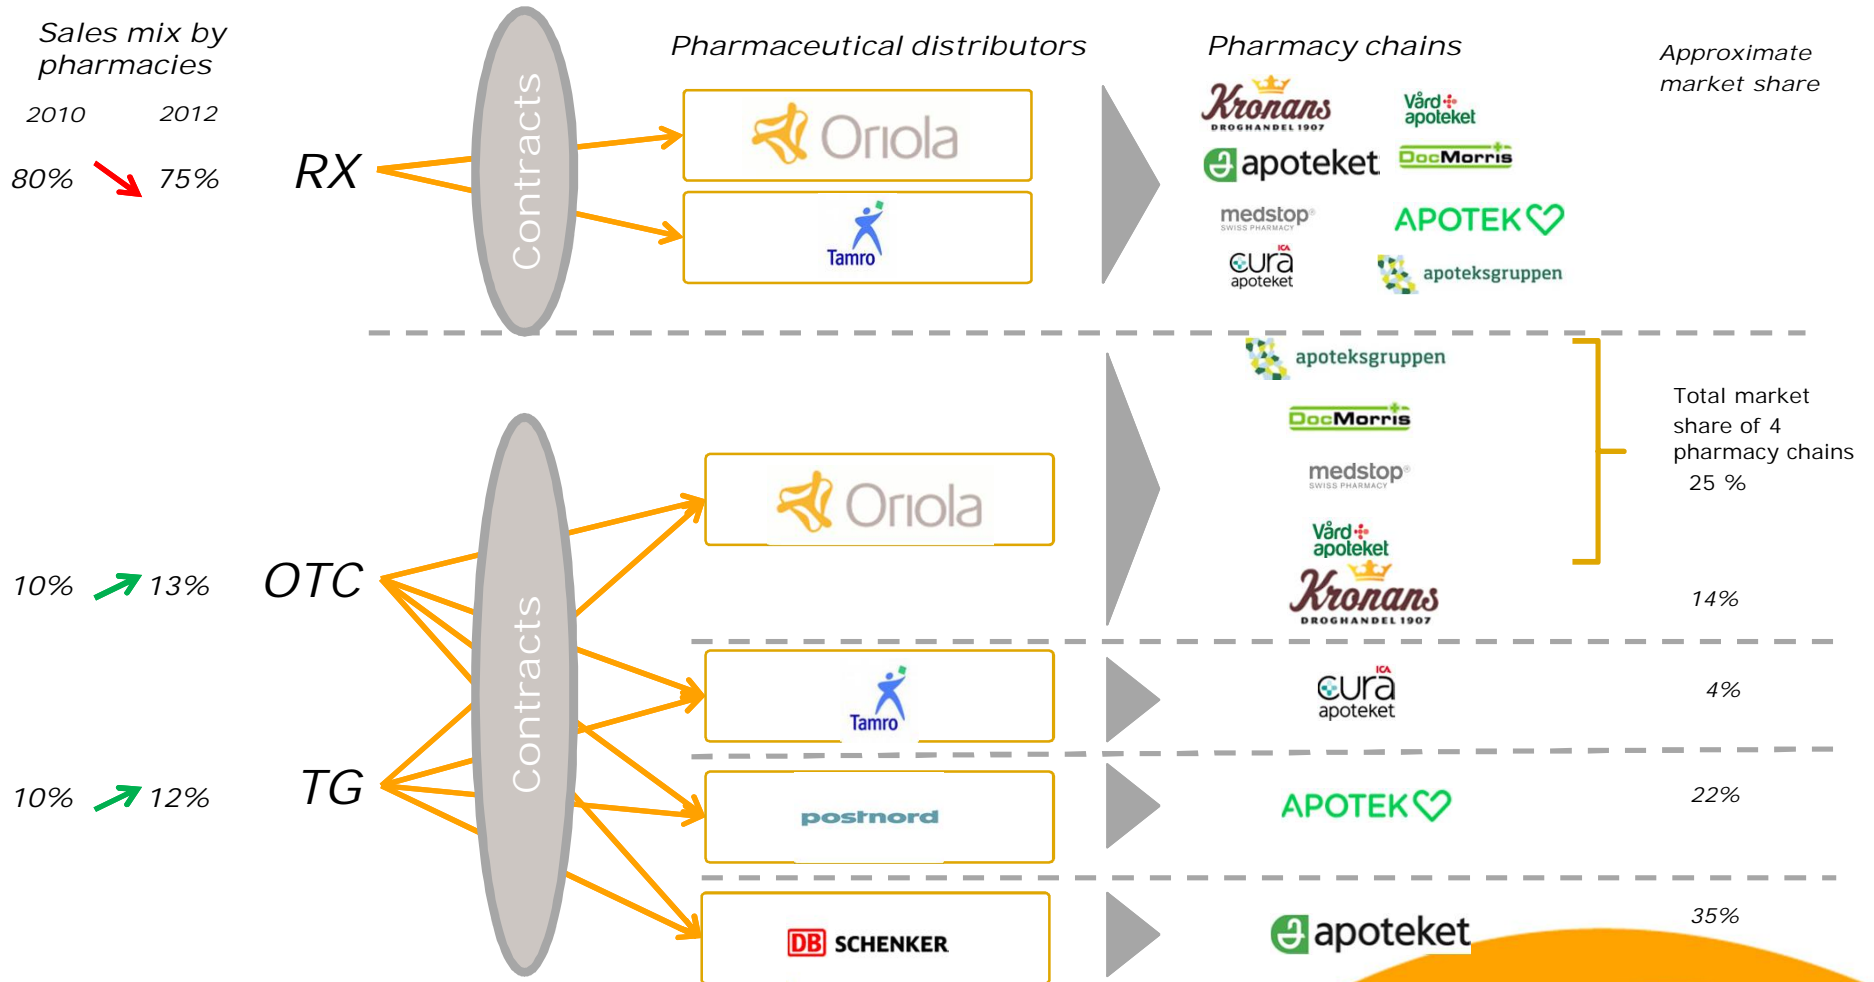 Sales mix by
pharmacies
2010 2012
Pharmaceutical distributors
Pharmacy chains
Approximate
market share
80% 75%
RX
Contracts
Oriola
Tamro
Kronans
DROGHANDEL 1907
Vård
apoteket
apoteket
DocMorris
medstop®
SWISS PHARMACY
APOTEK
ICA
cura
apoteket
apoteksgruppen
10% 13%
OTC
10% 12%
TG
Contracts
Oriola
apoteksgruppen
DocMorris
medstop®
SWISS PHARMACY
Vård
apoteket
Total market
share of 4
pharmacy chains
25 %
Kronans
DROGHANDEL 1907
14%
Tamro
ICA
cura
apoteket
4%
postnord
APOTEK
22%
DB SCHENKER
apoteket
35%